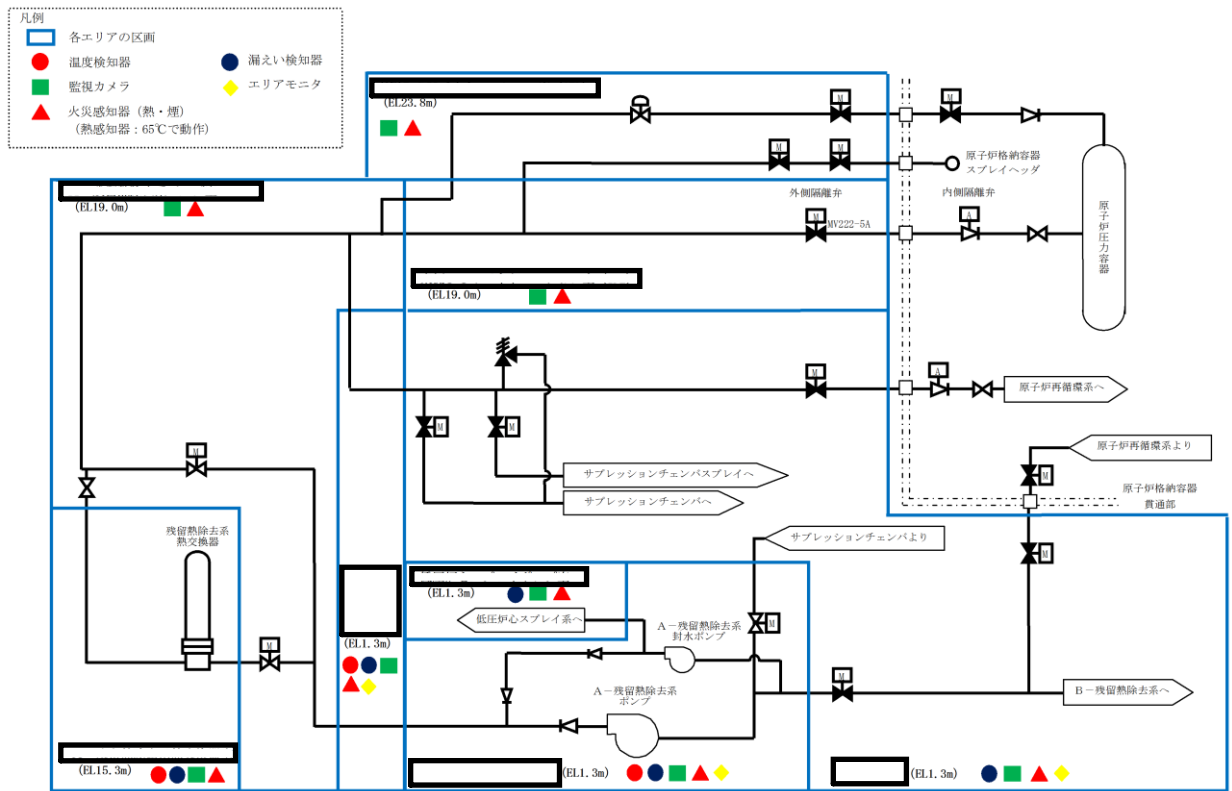 凡例
各エリアの区画
温度検知器
漏えい検知器
監視カメラ
エリアモニタ
火災感知器（熱・煙）
（熱感知器：65℃で動作）
(EL23.8m)
M
M
M
M
原子炉格納容器
スプレイヘッダ
(EL19.0m)
外側隔離弁
内側隔離弁
M
MV222-5A
A
原子炉圧力容器
(EL19.0m)
M
A
原子炉再循環系へ
M
M
原子炉再循環系より
M
M
サプレッションチェンバスプレイへ
サプレッションチェンバへ
原子炉格納容器
貫通部
残留熱除去系
熱交換器
サプレッションチェンバより
M
(EL1.3m)
低圧炉心スプレイ系へ
A－残留熱除去系
封水ポンプ
M
(EL1.3m)
M
M
A－残留熱除去系
ポンプ
B－残留熱除去系へ
(EL15.3m)
(EL1.3m)
(EL1.3m)